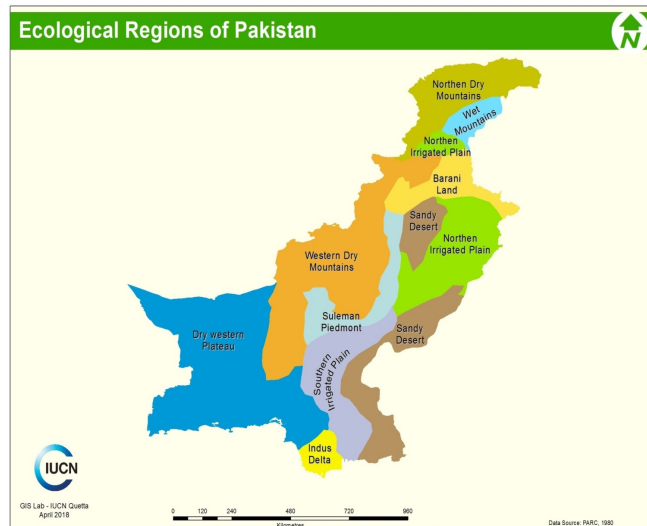 Ecological Regions of Pakistan
N
Northen Dry
Mountains
Wet
Mountains
Northen
Irrigated Plain
Barani
Land
Sandy
Desert
Northen
Irrigated Plain
Western Dry
Mountains
Suleman
Piedmont
Sandy
Desert
Dry western
Plateau
Southern
Irrigated Plain
Indus
Delta
IUCN
GIS Lab - IUCN Quetta
April 2018
0 120 240 480 720 960
Kilometres
Data Source: PARC, 1980